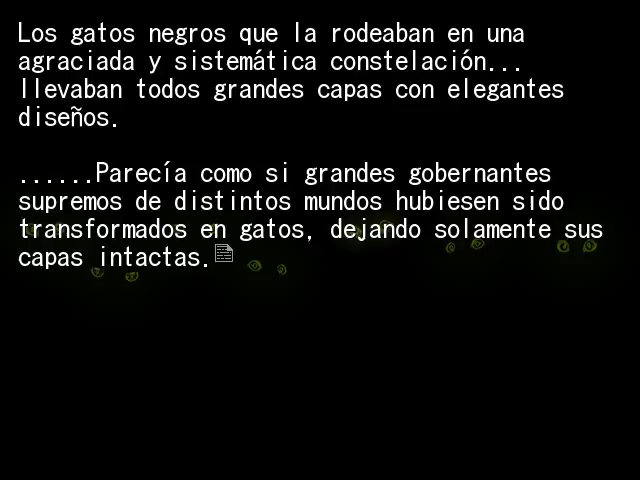 Los gatos negros que la rodeaban en una
agraciada y sistemática constelación...
llevaban todos grandes capas con elegantes
diseños.
......Parecía como si grandes gobernantes
supremos de distintos mundos hubiesen sido
transformados en gatos, dejando solamente sus
capas intactas.